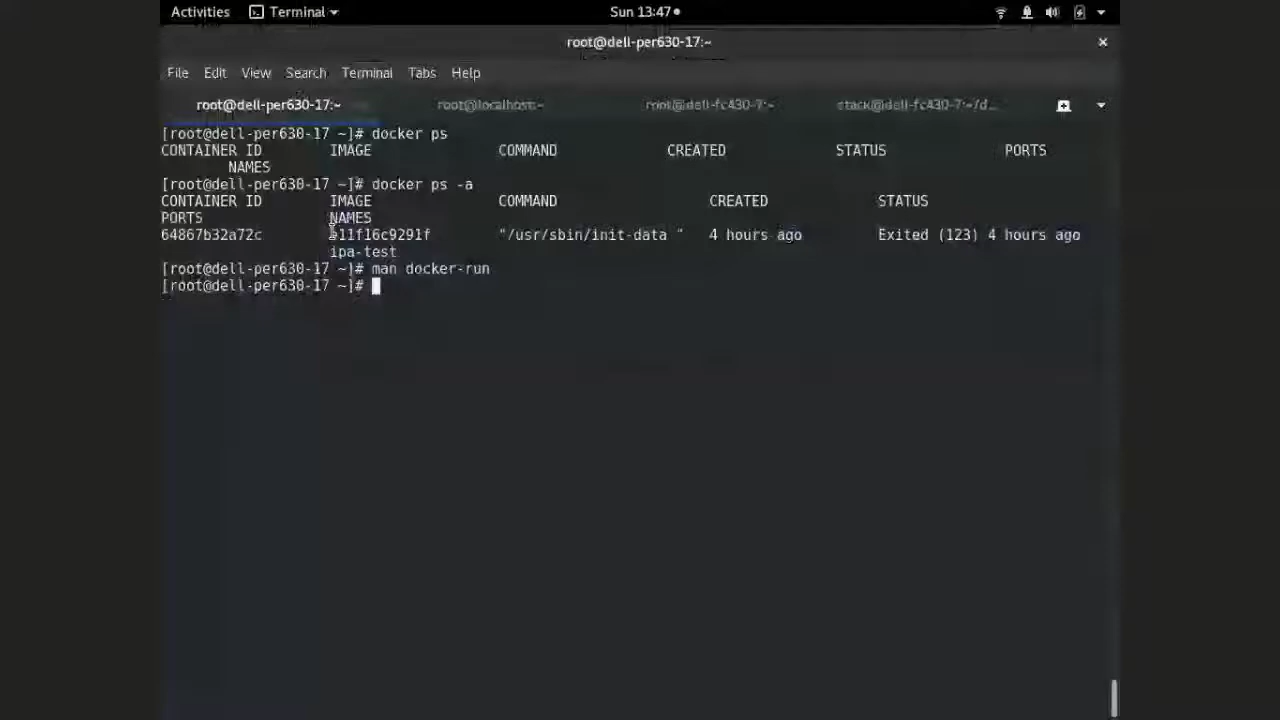 Activities Terminal Sun 13:47
root@dell-per630-17:~
File Edit View Search Terminal Tabs Help
root@dell-per630-17:~ root@localhost:~ root@dell-fc430-7:~ stack@dell-fc430-7:~/d...
[root@dell-per630-17 ~]# docker ps
CONTAINER ID IMAGE COMMAND CREATED STATUS PORTS
NAMES
[root@dell-per630-17 ~]# docker ps -a
CONTAINER ID IMAGE COMMAND CREATED STATUS
PORTS NAMES
64867b32a72c "/usr/sbin/init-data " 4 hours ago Exited (123) 4 hours ago
ipa-test
[root@dell-per630-17 ~]# man docker-run
[root@dell-per630-17 ~]#